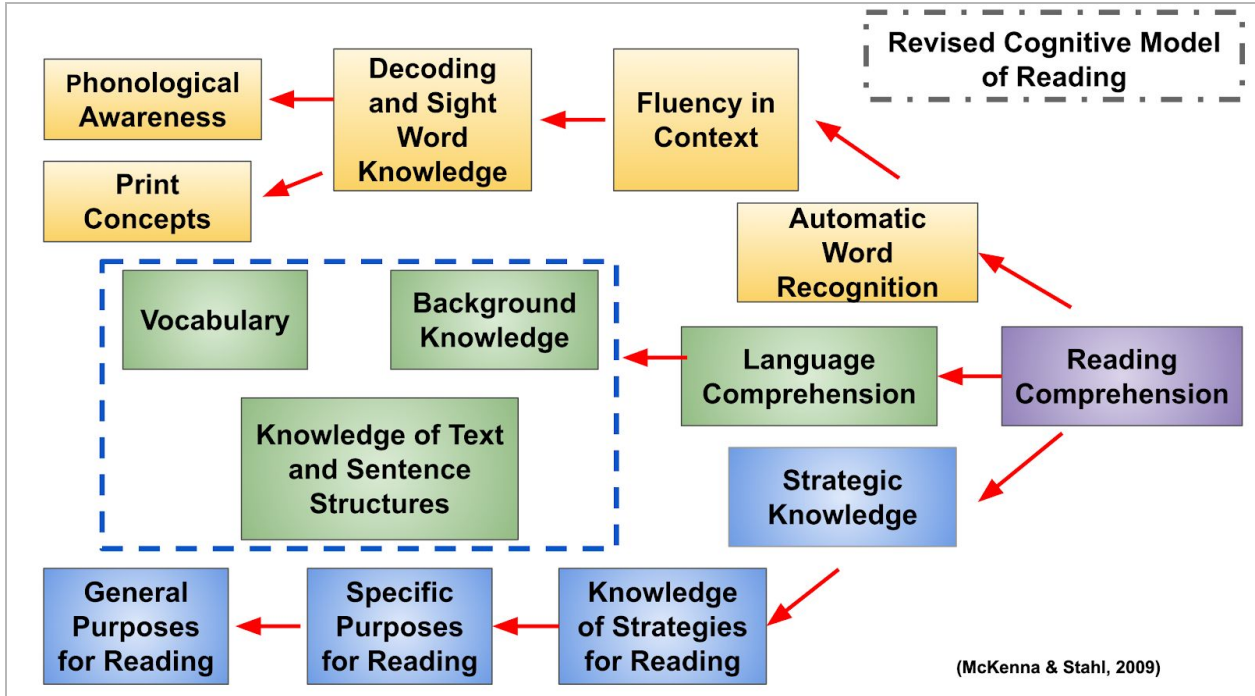 Revised Cognitive Model
of Reading
Phonological
Awareness
Print
Concepts
Decoding
and Sight
Word
Knowledge
Fluency in
Context
Automatic
Word
Recognition
Vocabulary
Background
Knowledge
Knowledge of Text
and Sentence
Structures
Language
Comprehension
Reading
Comprehension
Strategic
Knowledge
General
Purposes
for Reading
Specific
Purposes
for Reading
Knowledge
of Strategies
for Reading
(McKenna & Stahl, 2009)